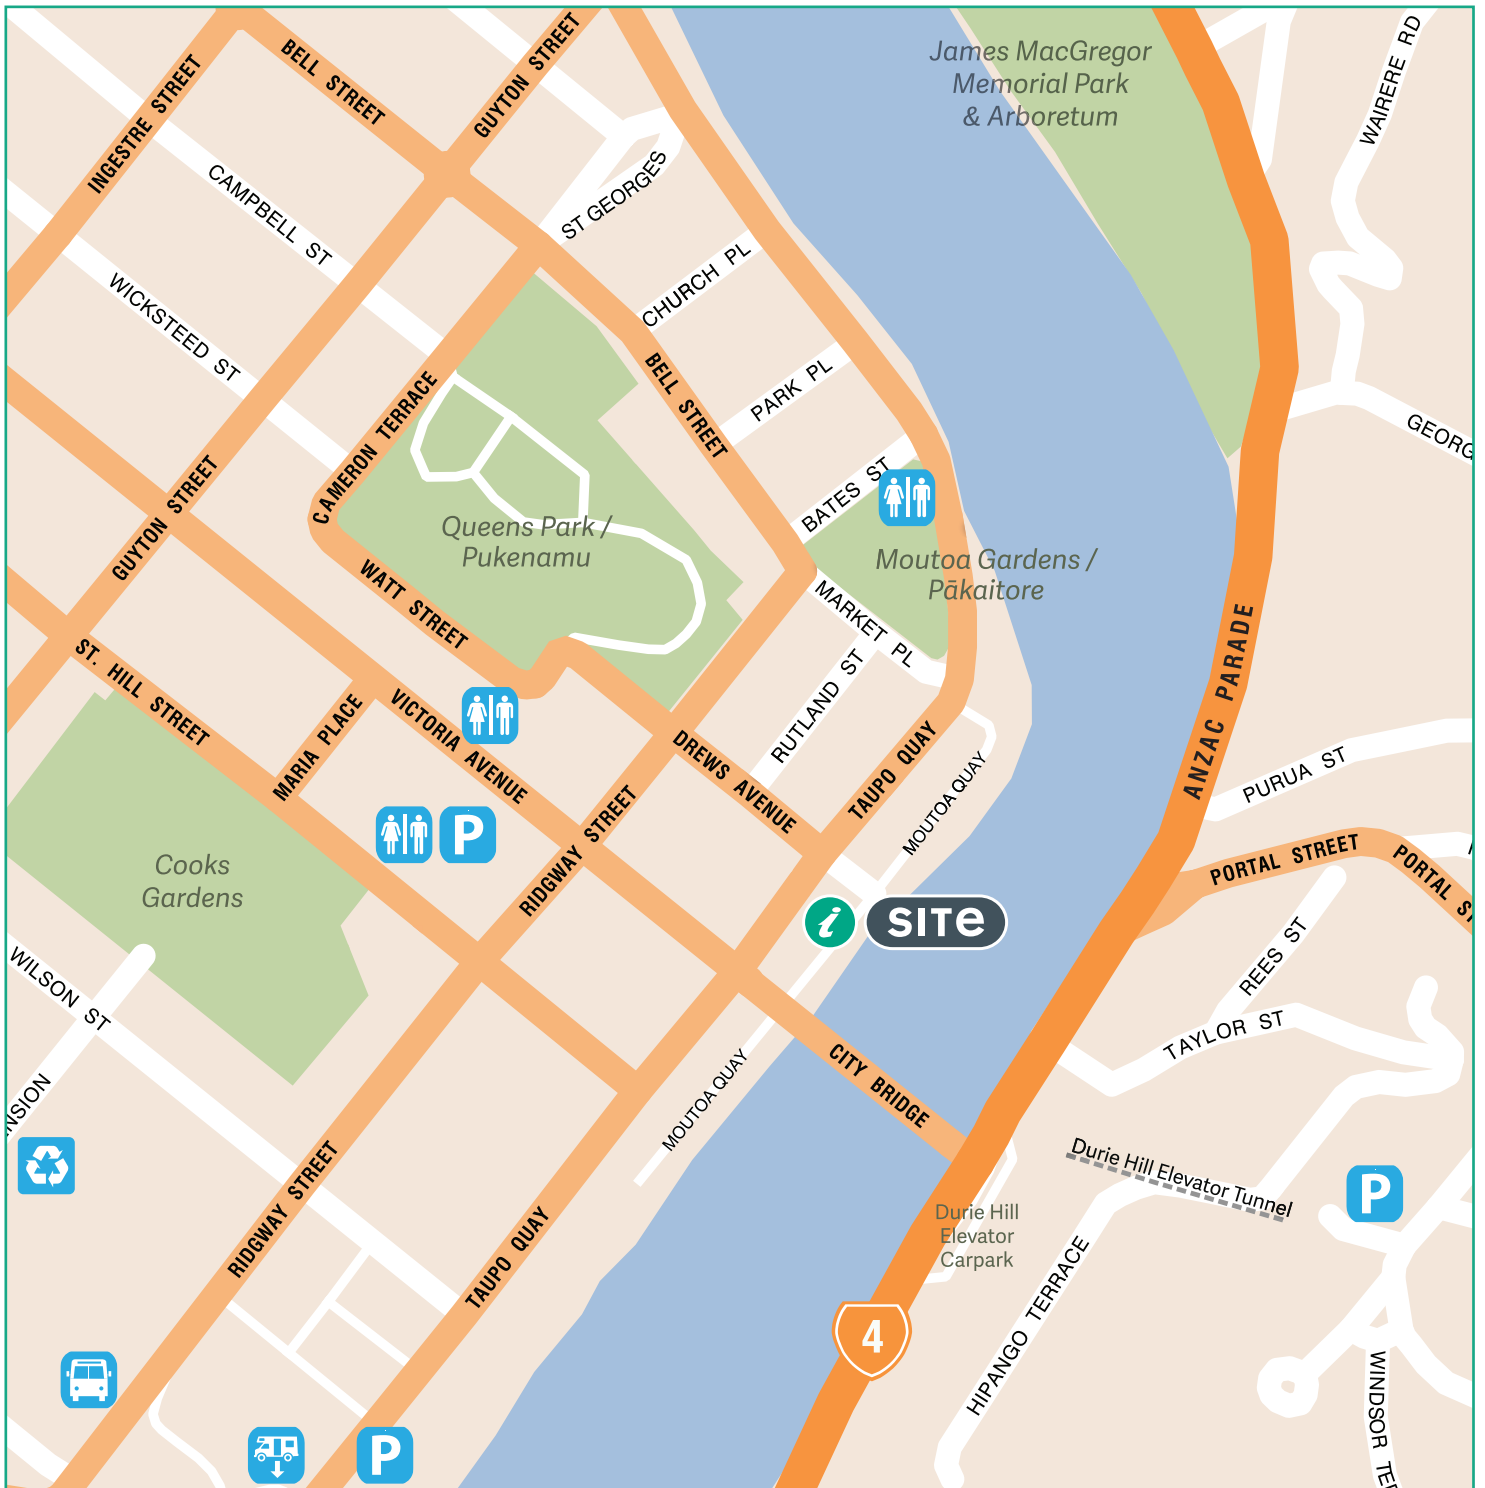 James MacGregor
Memorial Park
& Arboretum
WAIRERE RD
INGESTRE STREET
BELL STREET
GUYTON STREET
CAMPBELL ST
ST GEORGES
CHURCH PL
WICKSTEED ST
PARK PL
BELL STREET
CAMERON TERRACE
GEORG
BATES ST
GUYTON STREET
Queens Park /
Pukenamu
Moutoa Gardens /
Pākaitore
WATT STREET
MARKET PL
ST. HILL STREET
MARIA PLACE
VICTORIA AVENUE
RUTLAND ST
ANZAC PARADE
DREWS AVENUE
TAUPO QUAY
MOUTOA QUAY
PURUA ST
P
RIDGWAY STREET
PORTAL STREET
PORTAL ST
Cooks
Gardens
i
SITE
WILSON ST
REES ST
TAYLOR ST
CITY BRIDGE
MOUTOA QUAY
NSION
Durie Hill Elevator Tunnel
P
RIDGWAY STREET
TAUPO QUAY
Durie Hill
Elevator
Carpark
HIPANGO TERRACE
4
WINDSOR TER
P